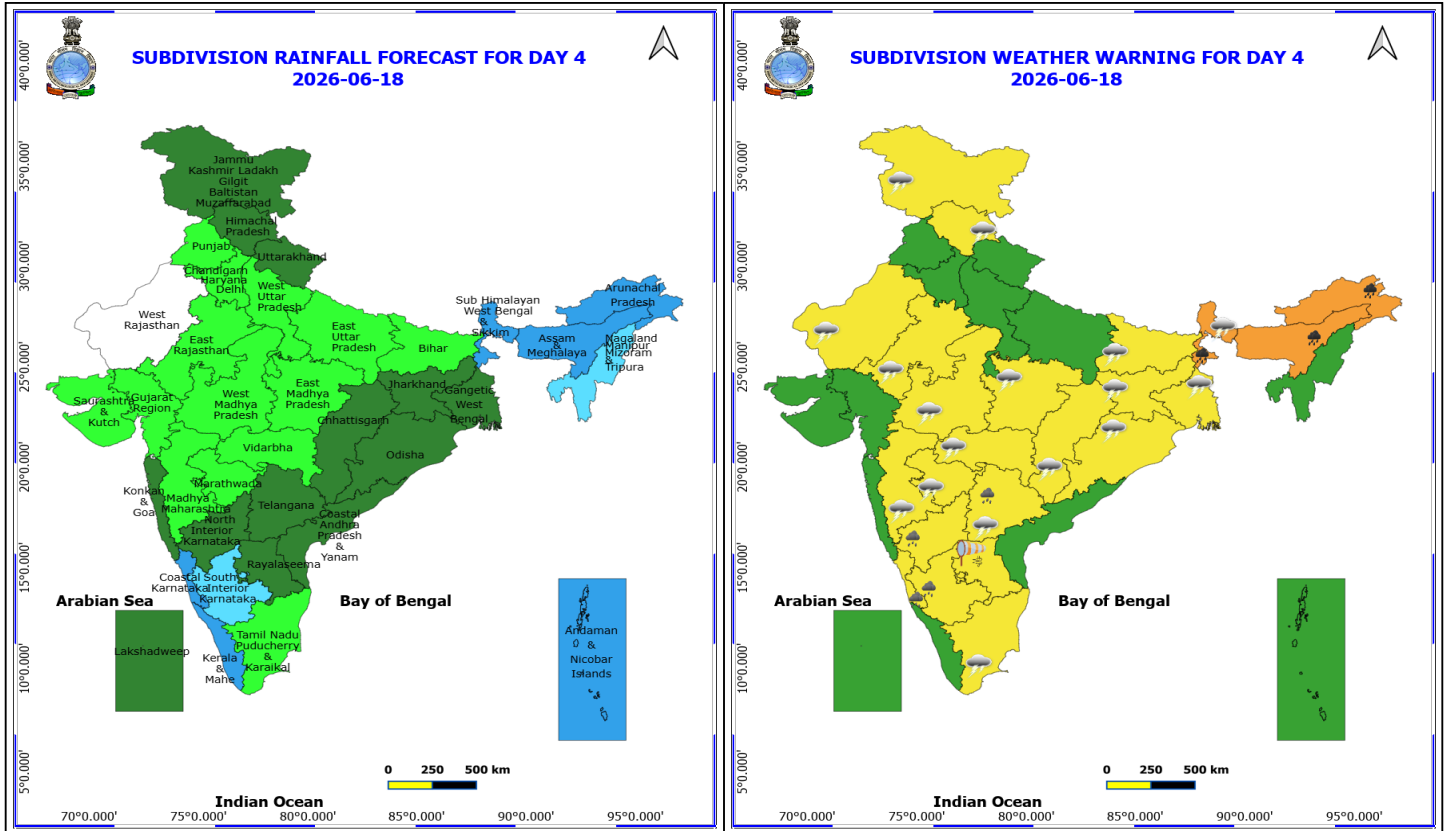 SUBDIVISION RAINFALL FORECAST FOR DAY 4
2026-06-18
40°0.000'
35°0.000'
30°0.000'
25°0.000'
20°0.000'
15°0.000'
10°0.000'
5°0.000'
Jammu
Kashmir Ladakh
Gilgit
Baltistan
Muzaffarabad
Himachal
Pradesh
Punjab
Uttarakhand
Chandigarh
Haryana
Delhi
West
Uttar
Pradesh
West
Rajasthan
East
Rajasthan
East
Uttar
Pradesh
Bihar
Sub Himalayan
West Bengal
&
Sikkim
Arunachal
Pradesh
Assam
&
Meghalaya
Nagaland
Manipur
Mizoram
&
Tripura
Saurashtra
&
Kutch
Gujarat
Region
West
Madhya
Pradesh
East
Madhya
Pradesh
Jharkhand
Gangetic
West
Bengal
Chhattisgarh
Odisha
Vidarbha
Marathwada
Madhya
Maharashtra
Konkan
&
Goa
Telangana
North
Interior
Karnataka
Coastal
Andhra
Pradesh
&
Yanam
Rayalaseema
Coastal
Karnataka
South
Interior
Karnataka
Tamil Nadu
Puducherry
&
Karaikal
Kerala
&
Mahe
Lakshadweep
Andaman
&
Nicobar
Islands
Arabian Sea
Bay of Bengal
Indian Ocean
0 250 500 km
70°0.000' 75°0.000' 80°0.000' 85°0.000' 90°0.000' 95°0.000'
SUBDIVISION WEATHER WARNING FOR DAY 4
2026-06-18
40°0.000'
35°0.000'
30°0.000'
25°0.000'
20°0.000'
15°0.000'
10°0.000'
5°0.000'
Arabian Sea
Bay of Bengal
Indian Ocean
0 250 500 km
70°0.000' 75°0.000' 80°0.000' 85°0.000' 90°0.000' 95°0.000'